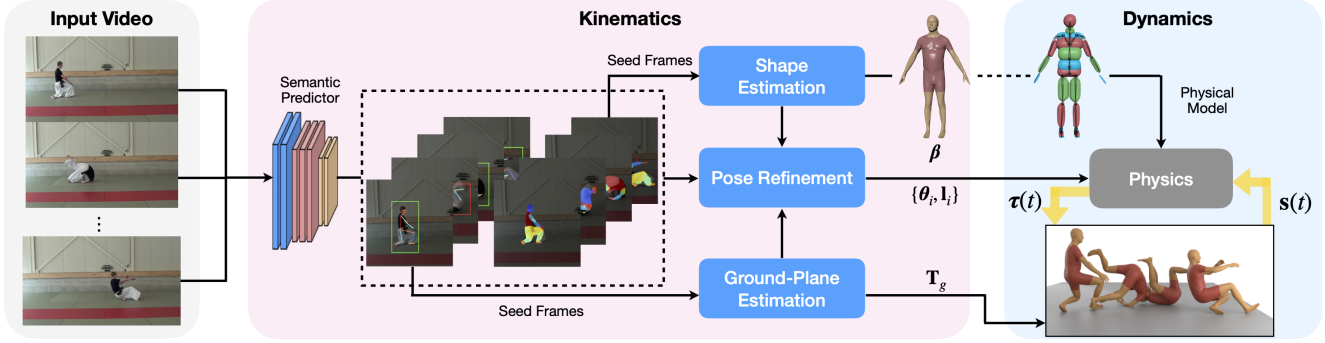 Input Video
Kinematics
Dynamics
Semantic
Predictor
Seed Frames
Shape
Estimation
β
Physical
Model
Pose Refinement
{θᵢ, lᵢ}
Physics
τ(t)
s(t)
⋮
Seed Frames
Ground-Plane
Estimation
T_g